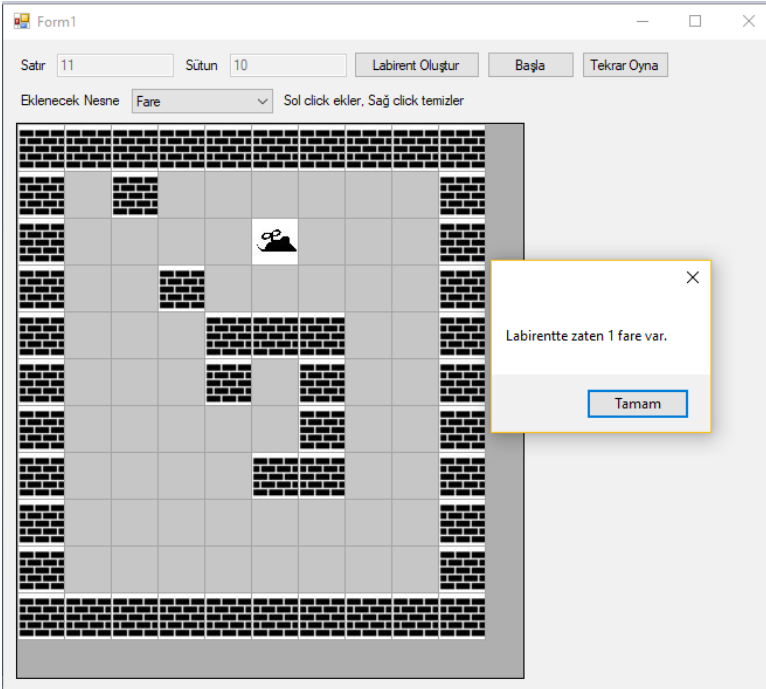 Form1
Satır 11 Sütun 10 Labirent Oluştur Başla Tekrar Oyna
Eklenecek Nesne Fare Sol click ekler, Sağ click temizler
Labirentte zaten 1 fare var.
Tamam